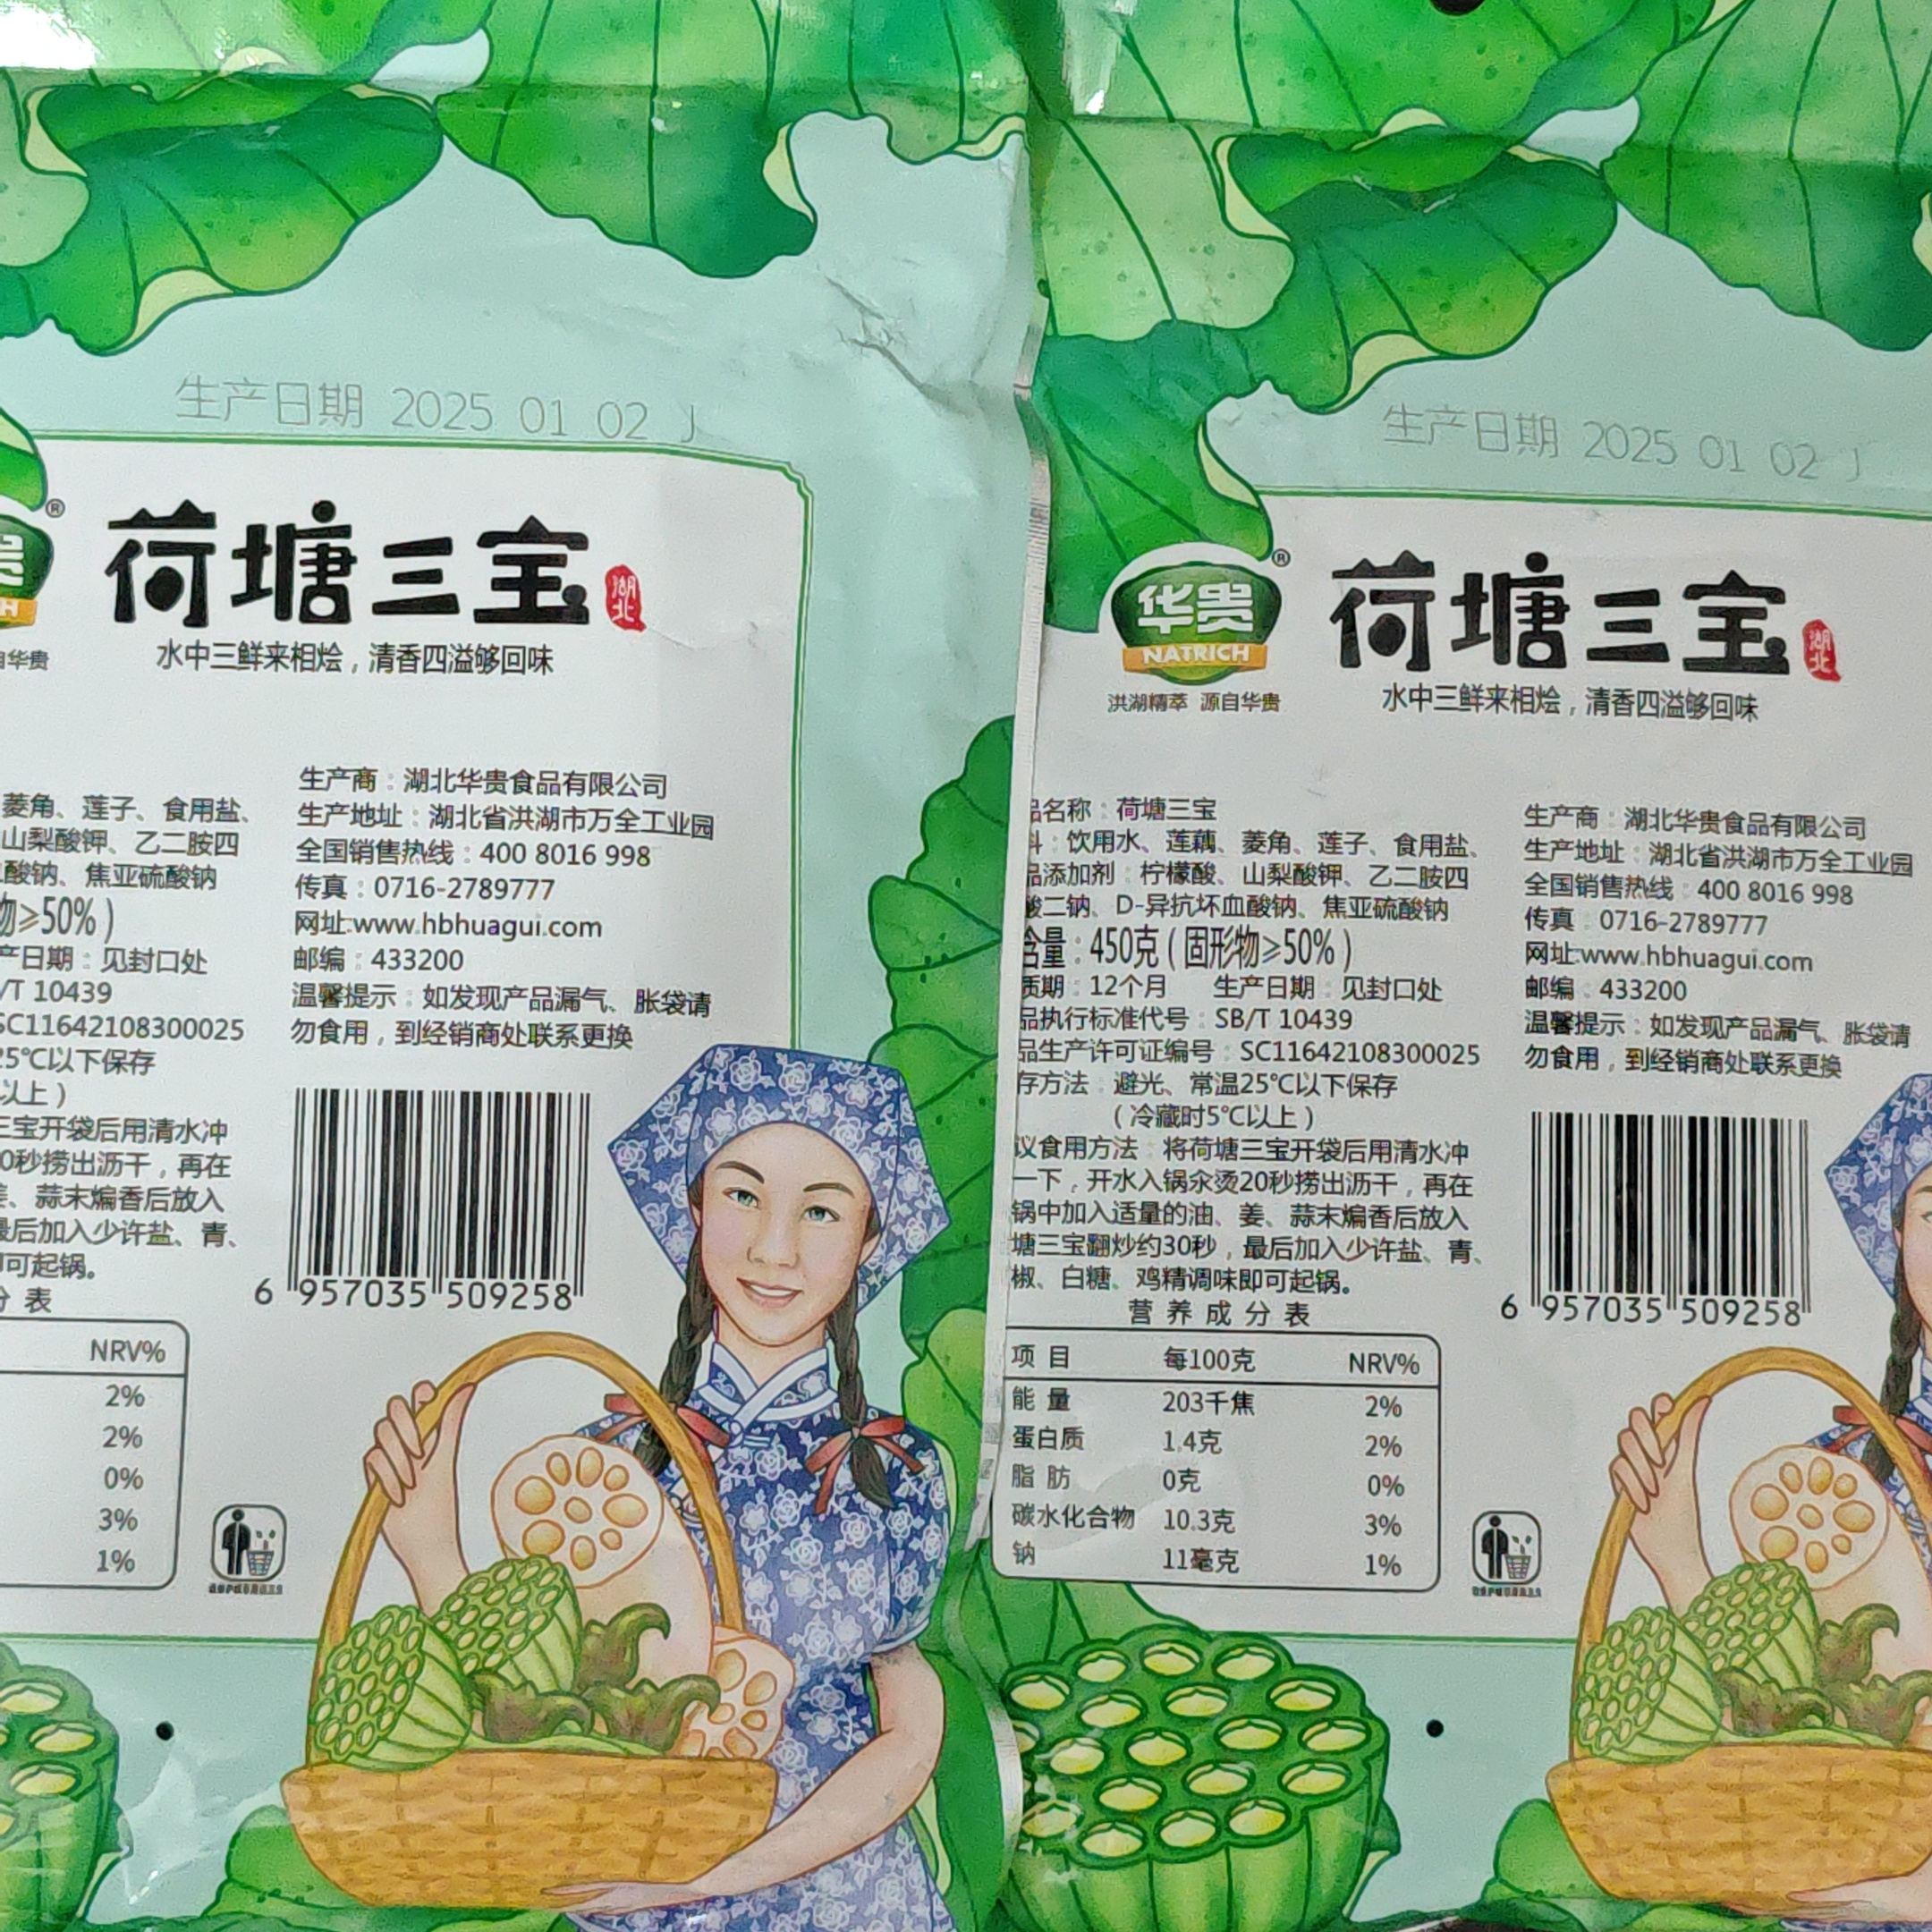 生产日期 2025 01 02 J
贵®
H
自华贵
荷塘三宝
湖北
水中三鲜来相烩，清香四溢够回味
菱角、莲子、食用盐、
山梨酸钾、乙二胺四
酸钠、焦亚硫酸钠
物≥50%）
产日期：见封口处
/T 10439
SC11642108300025
25℃以下保存
以上）
三宝开袋后用清水冲
0秒捞出沥干，再在
姜、蒜末煸香后放入
最后加入少许盐、青、
即可起锅。
分 表
NRV%
2%
2%
0%
3%
1%
生产商：湖北华贵食品有限公司
生产地址：湖北省洪湖市万全工业园
全国销售热线：400 8016 998
传真：0716-2789777
网址:www.hbhuagui.com
邮编：433200
温馨提示：如发现产品漏气、胀袋请
勿食用，到经销商处联系更换
6 957035 509258
生产日期 2025 01 02 J
华贵®
NATRICH
洪湖精萃 源自华贵
荷塘三宝
湖北
水中三鲜来相烩，清香四溢够回味
品名称：荷塘三宝
料：饮用水、莲藕、菱角、莲子、食用盐、
品添加剂：柠檬酸、山梨酸钾、乙二胺四
酸二钠、D-异抗坏血酸钠、焦亚硫酸钠
含量：450克（固形物≥50%）
质期：12个月 生产日期：见封口处
品执行标准代号：SB/T 10439
品生产许可证编号：SC11642108300025
存方法：避光、常温25℃以下保存
（冷藏时5℃以上）
议食用方法：将荷塘三宝开袋后用清水冲
一下，开水入锅汆烫20秒捞出沥干，再在
锅中加入适量的油、姜、蒜末煸香后放入
塘三宝翻炒约30秒，最后加入少许盐、青、
椒、白糖、鸡精调味即可起锅。
营 养 成 分 表
项 目 每100克 NRV%
能 量 203千焦 2%
蛋白质 1.4克 2%
脂 肪 0克 0%
碳水化合物 10.3克 3%
钠 11毫克 1%
生产商：湖北华贵食品有限公司
生产地址：湖北省洪湖市万全工业园
全国销售热线：400 8016 998
传真：0716-2789777
网址:www.hbhuagui.com
邮编：433200
温馨提示：如发现产品漏气、胀袋请
勿食用，到经销商处联系更换
6 957035 509258